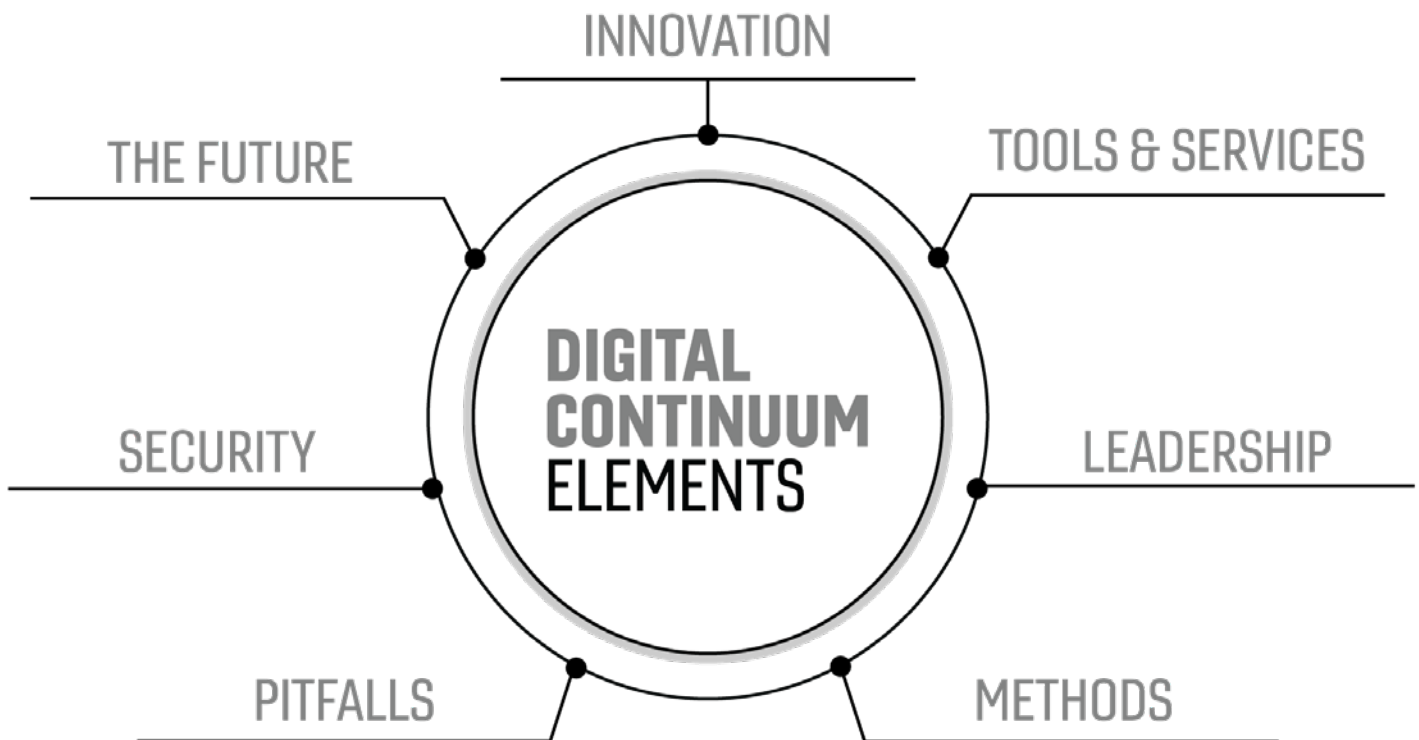 INNOVATION
THE FUTURE
TOOLS & SERVICES
DIGITAL
CONTINUUM
ELEMENTS
SECURITY
LEADERSHIP
PITFALLS
METHODS